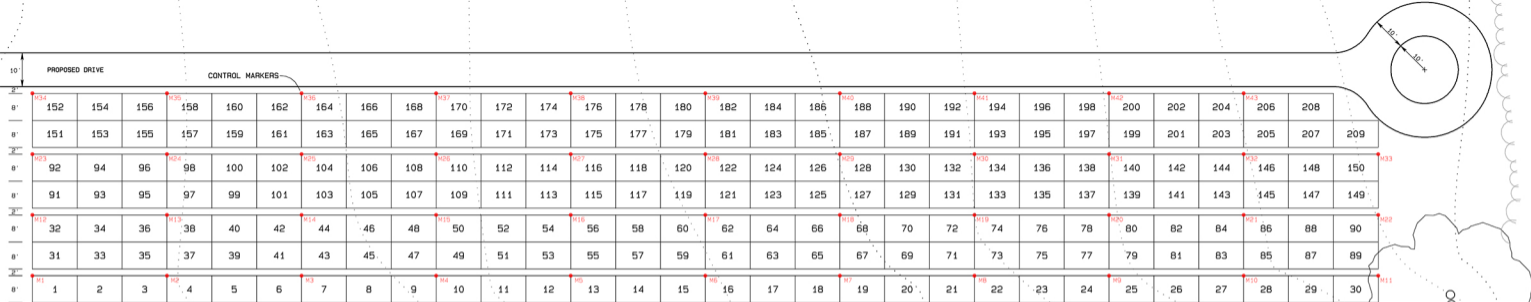 10'
PROPOSED DRIVE
CONTROL MARKERS
10'
10'
2'
M34 M35 M36 M37 M38 M39 M40 M41 M42 M43
8' 152 154 156 158 160 162 164 166 168 170 172 174 176 178 180 182 184 186 188 190 192 194 196 198 200 202 204 206 208
8' 151 153 155 157 159 161 163 165 167 169 171 173 175 177 179 181 183 185 187 189 191 193 195 197 199 201 203 205 207 209
2'
M23 M24 M25 M26 M27 M28 M29 M30 M31 M32 M33
8' 92 94 96 98 100 102 104 106 108 110 112 114 116 118 120 122 124 126 128 130 132 134 136 138 140 142 144 146 148 150
8' 91 93 95 97 99 101 103 105 107 109 111 113 115 117 119 121 123 125 127 129 131 133 135 137 139 141 143 145 147 149
2'
M12 M13 M14 M15 M16 M17 M18 M19 M20 M21 M22
8' 32 34 36 38 40 42 44 46 48 50 52 54 56 58 60 62 64 66 68 70 72 74 76 78 80 82 84 86 88 90
8' 31 33 35 37 39 41 43 45 47 49 51 53 55 57 59 61 63 65 67 69 71 73 75 77 79 81 83 85 87 89
2'
M1 M2 M3 M4 M5 M6 M7 M8 M9 M10 M11
8' 1 2 3 4 5 6 7 8 9 10 11 12 13 14 15 16 17 18 19 20 21 22 23 24 25 26 27 28 29 30